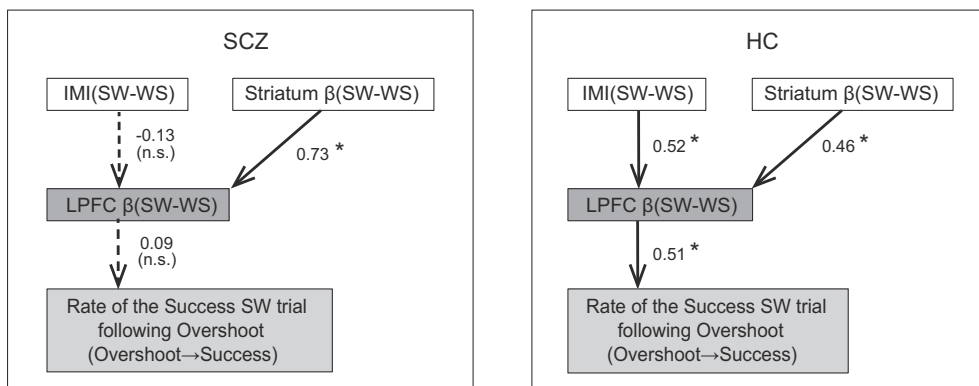 SCZ
IMI(SW-WS)
Striatum β(SW-WS)
-0.13
(n.s.)
0.73 *
LPFC β(SW-WS)
0.09
(n.s.)
Rate of the Success SW trial
following Overshoot
(Overshoot→Success)
HC
IMI(SW-WS)
Striatum β(SW-WS)
0.52 *
0.46 *
LPFC β(SW-WS)
0.51 *
Rate of the Success SW trial
following Overshoot
(Overshoot→Success)